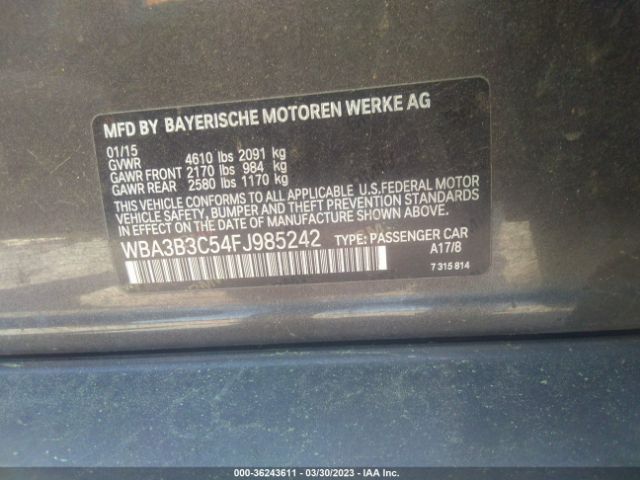 MFD BY BAYERISCHE MOTOREN WERKE AG
01/15
GVWR 4610 lbs 2091 kg
GAWR FRONT 2170 lbs 984 kg
GAWR REAR 2580 lbs 1170 kg
THIS VEHICLE CONFORMS TO ALL APPLICABLE U.S.FEDERAL MOTOR
VEHICLE SAFETY, BUMPER AND THEFT PREVENTION STANDARDS
IN EFFECT ON THE DATE OF MANUFACTURE SHOWN ABOVE.
WBA3B3C54FJ985242 TYPE: PASSENGER CAR
A17/8
7 315 814
000-36243611 - 03/30/2023 - IAA Inc.